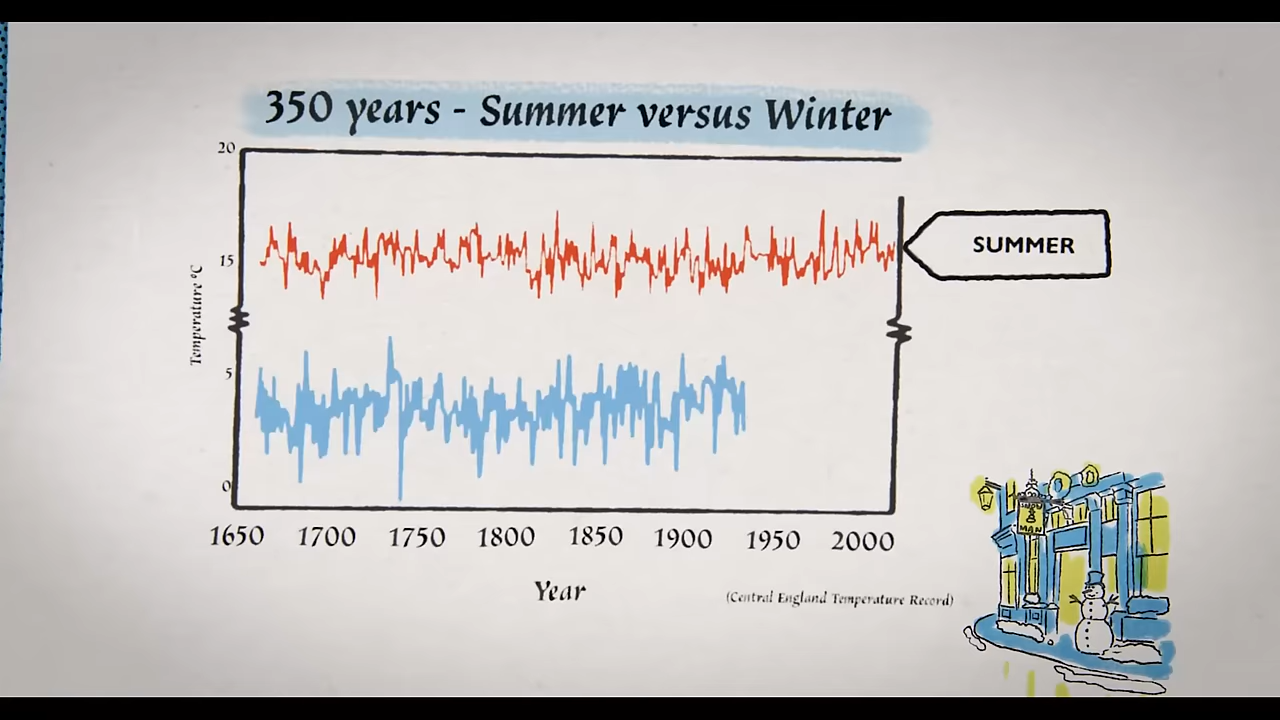 350 years - Summer versus Winter
20
15
5
0
Temperature °C
SUMMER
1650 1700 1750 1800 1850 1900 1950 2000
Year
(Central England Temperature Record)
MAN